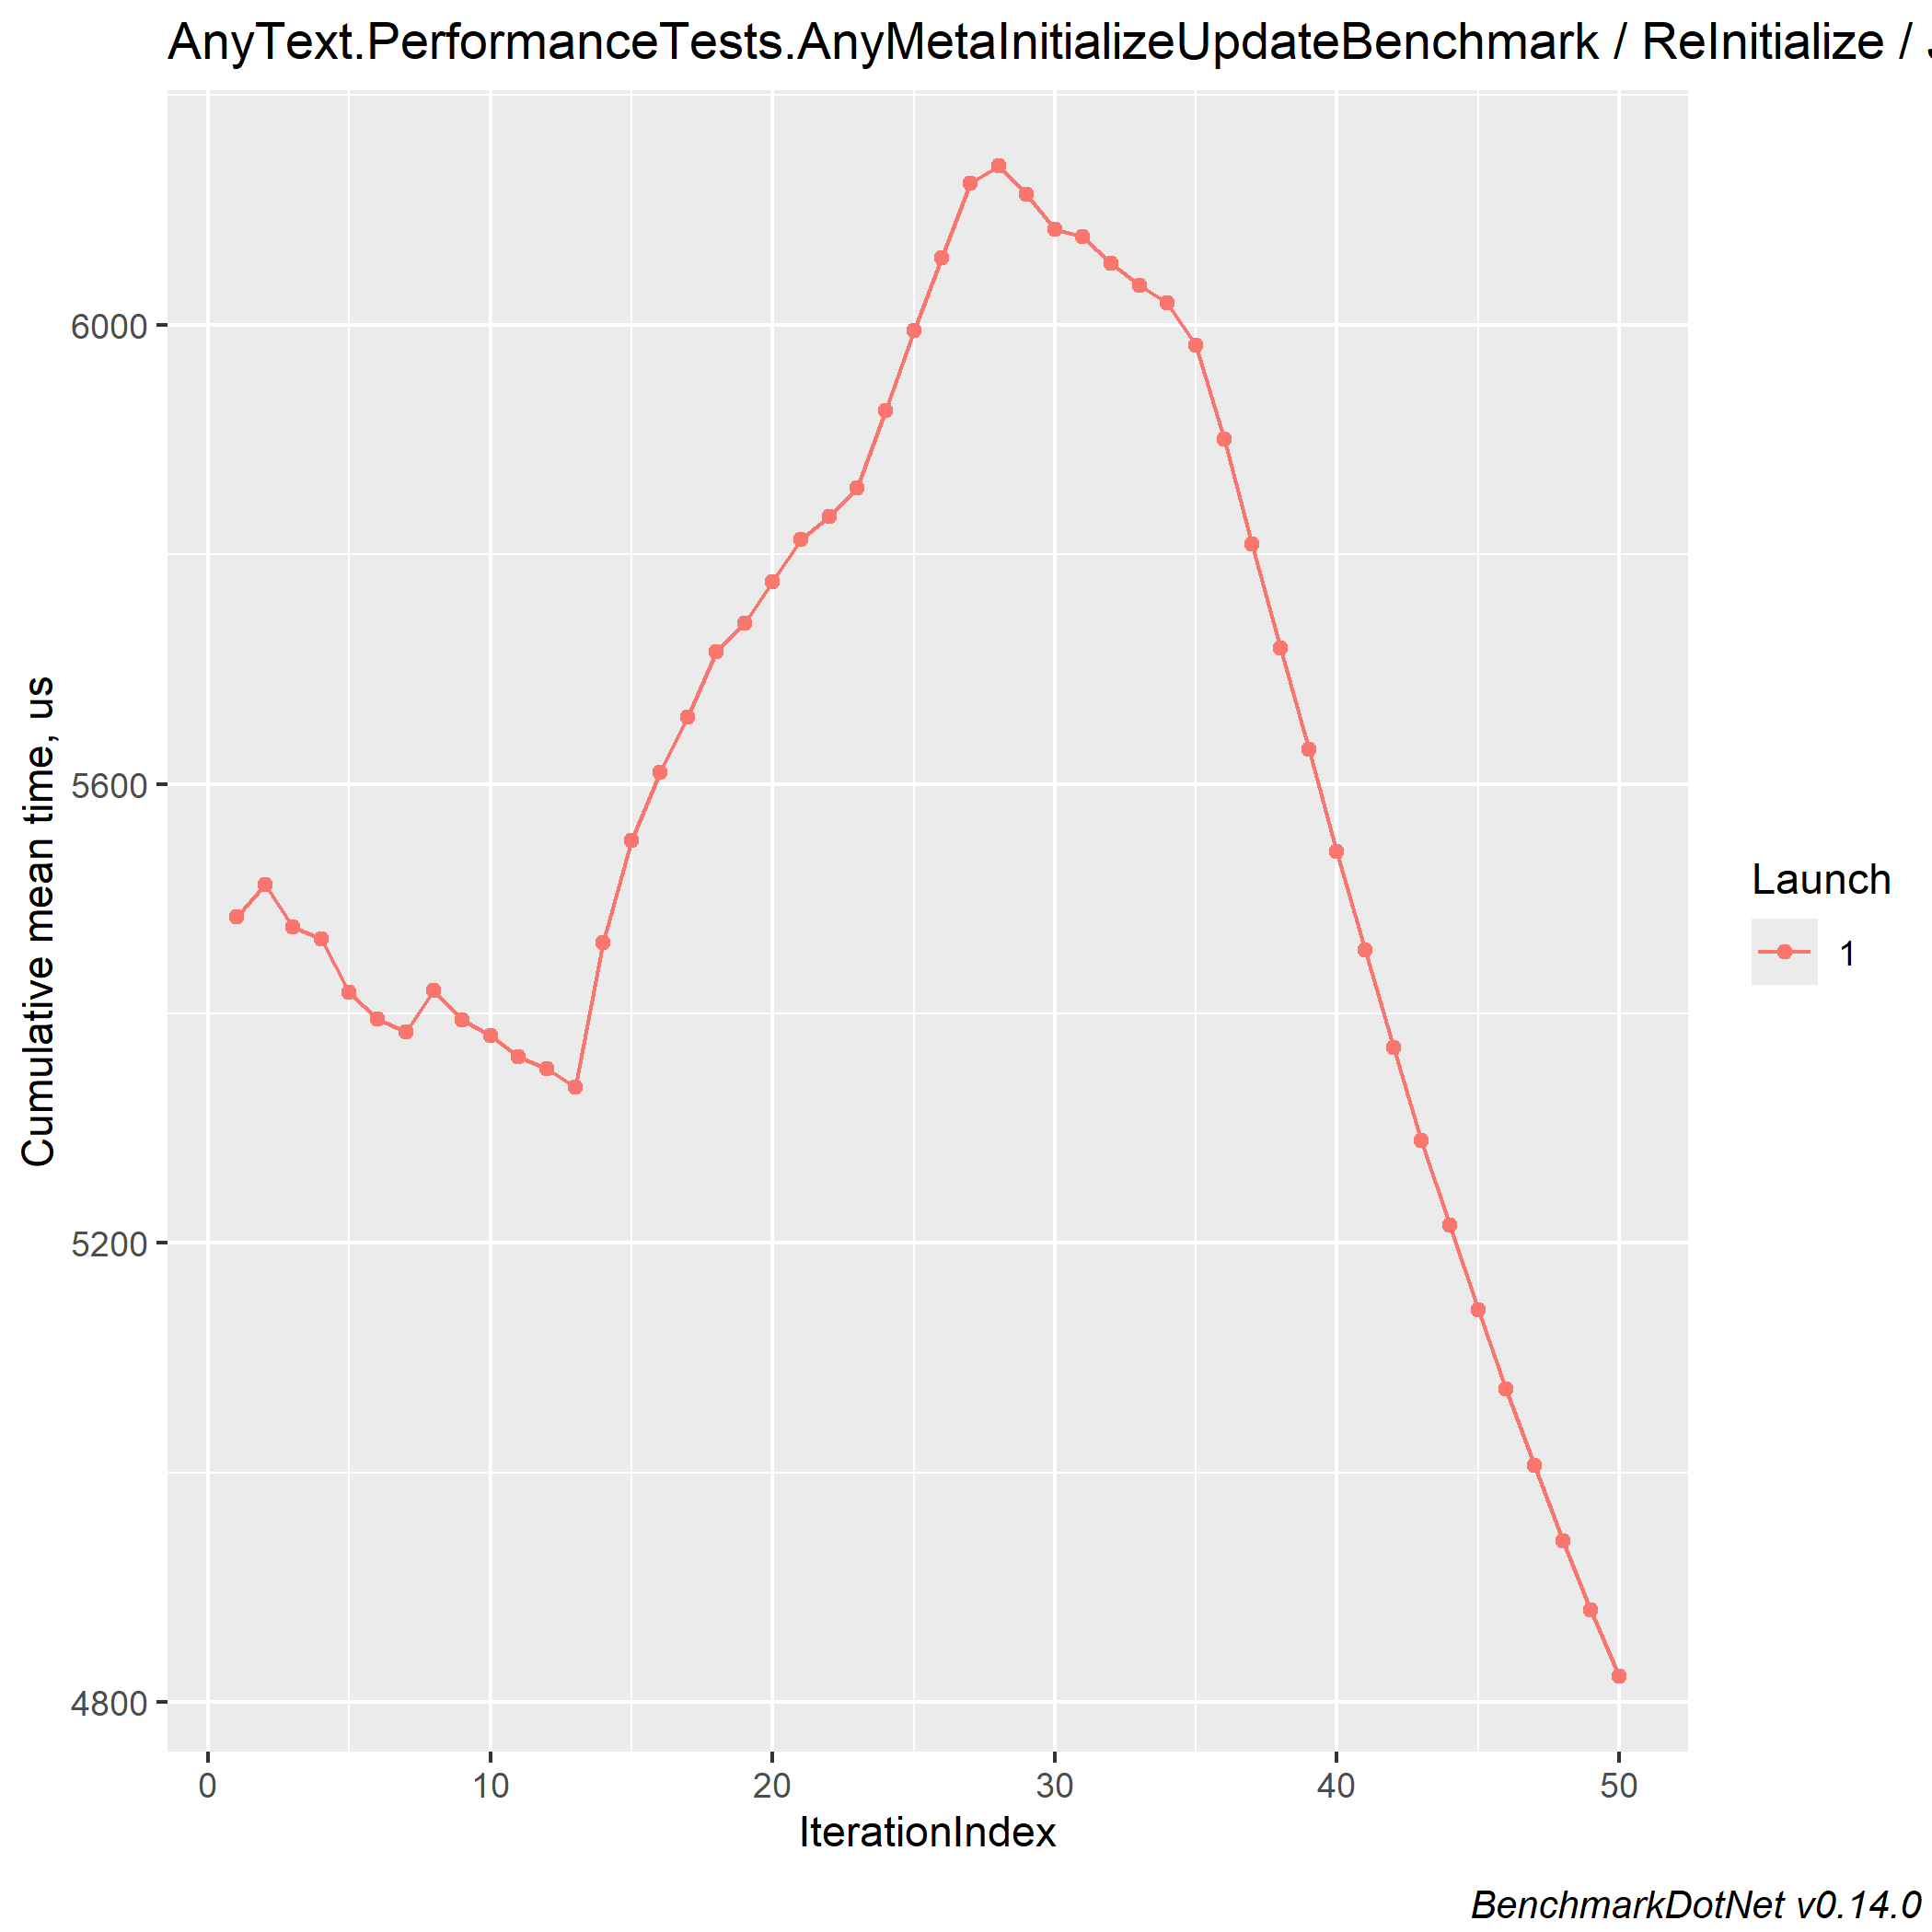 AnyText.PerformanceTests.AnyMetaInitializeUpdateBenchmark / ReInitialize /
Cumulative mean time, us
6000
5600
5200
4800
0 10 20 30 40 50
IterationIndex
Launch
1
BenchmarkDotNet v0.14.0